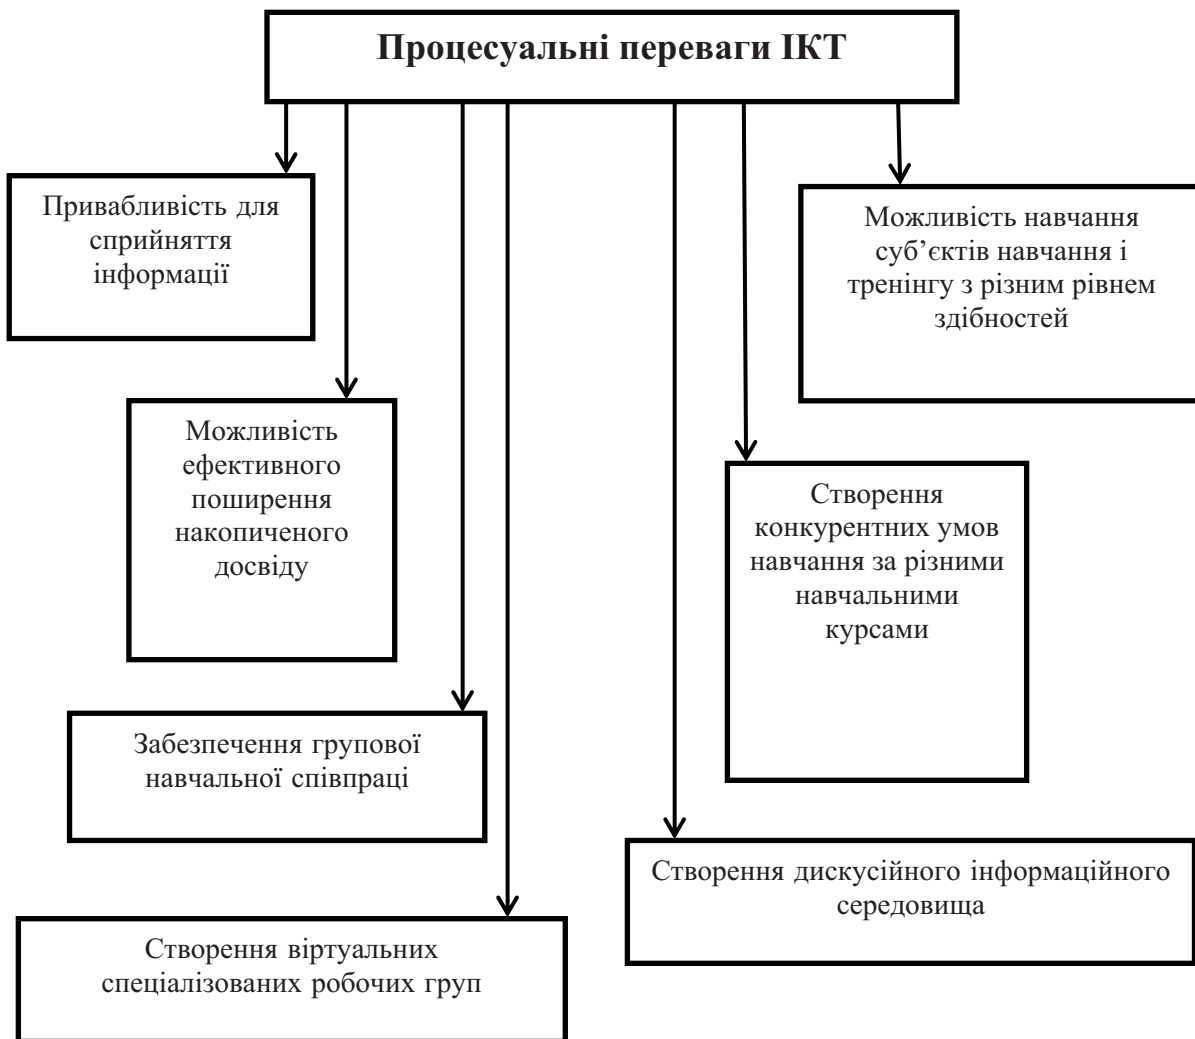 Процесуальні переваги ІКТ
Привабливість для
сприйняття
інформації
Можливість навчання
суб’єктів навчання і
тренінгу з різним рівнем
здібностей
Можливість
ефективного
поширення
накопиченого
досвіду
Створення
конкурентних умов
навчання за різними
навчальними
курсами
Забезпечення групової
навчальної співпраці
Створення дискусійного інформаційного
середовища
Створення віртуальних
спеціалізованих робочих груп